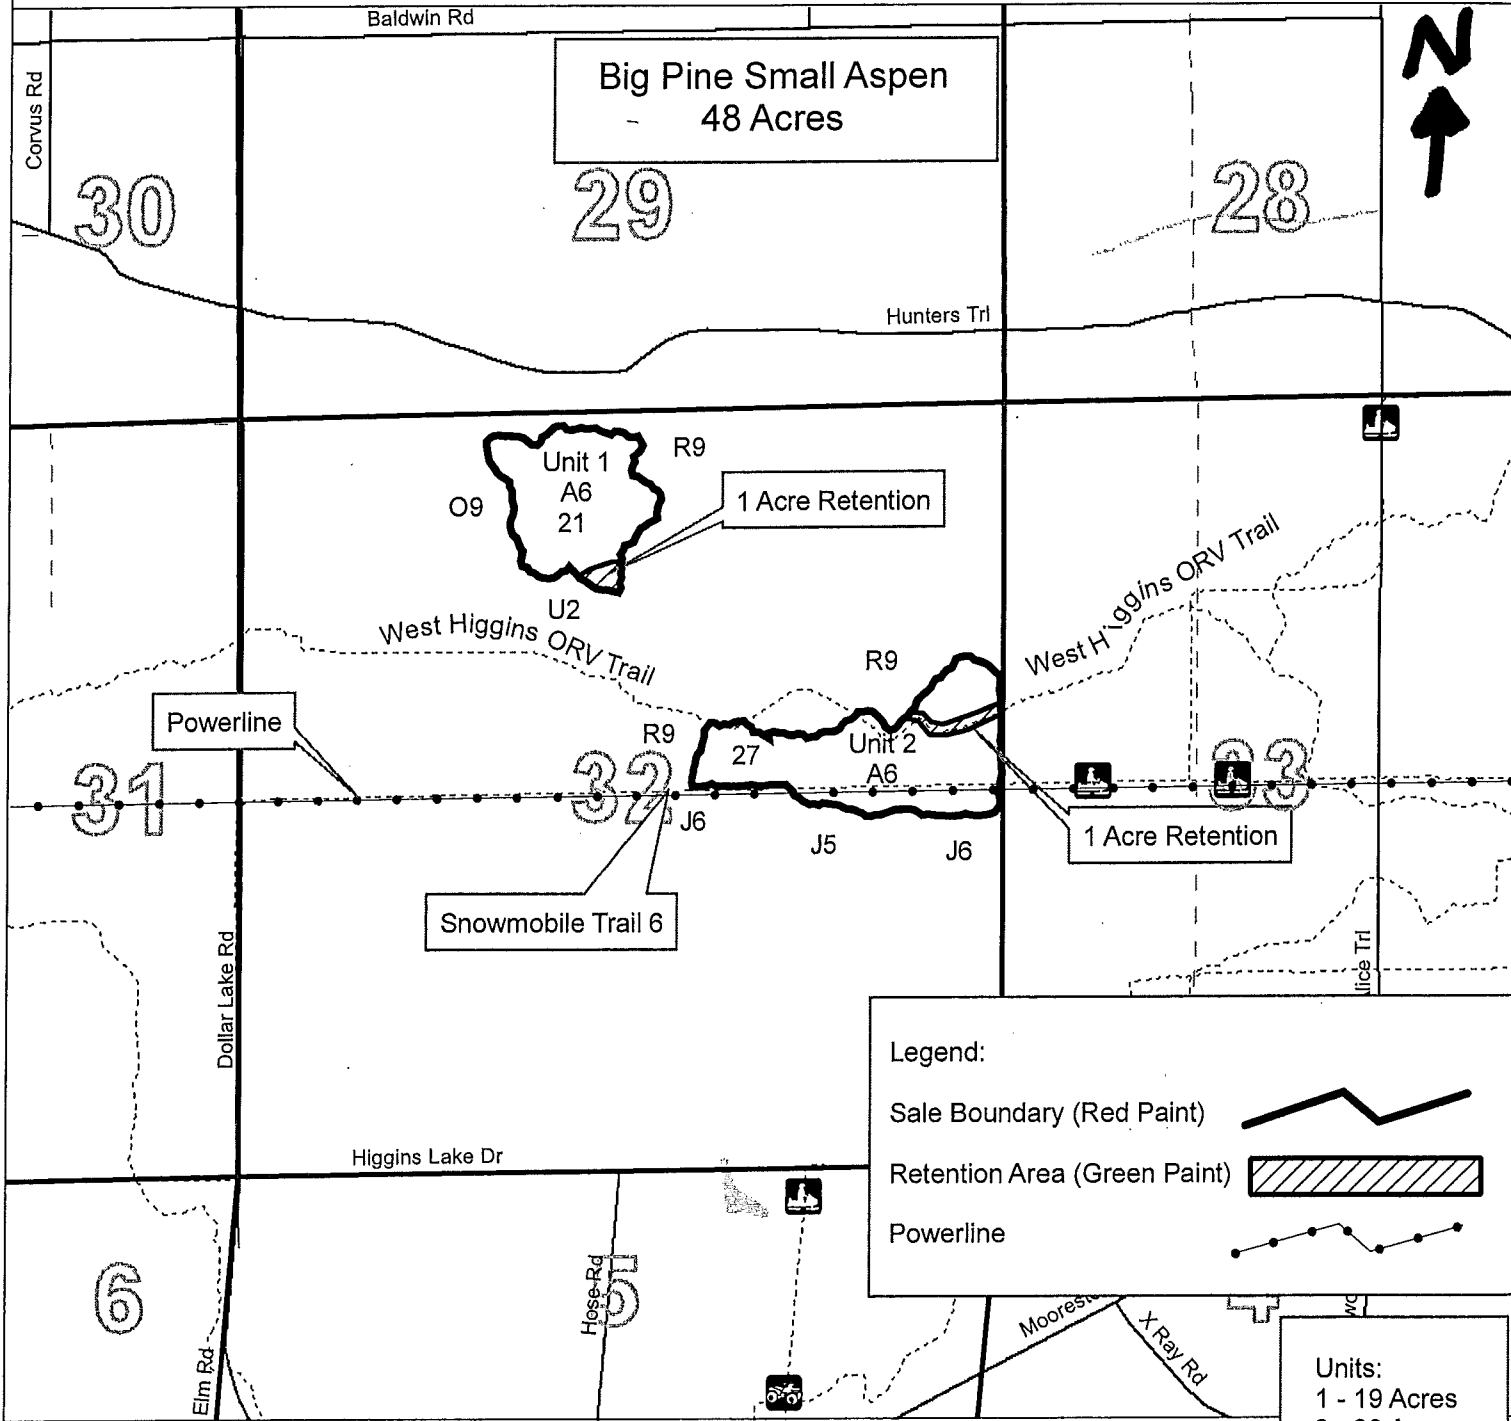 Baldwin Rd
Corvus Rd
Big Pine Small Aspen
48 Acres
N
30
29
28
Hunters Trl
Unit 1
A6
21
R9
O9
1 Acre Retention
U2
West Higgins ORV Trail
West Higgins ORV Trail
R9
Powerline
R9
27
Unit 2
A6
31
32
33
J6
J5
J6
1 Acre Retention
Snowmobile Trail 6
Dollar Lake Rd
Legend:
Sale Boundary (Red Paint)
Retention Area (Green Paint)
Powerline
Higgins Lake Dr
6
5
4
Hose Rd
Elm Rd
X Ray Rd
Units:
1 - 19 Acres